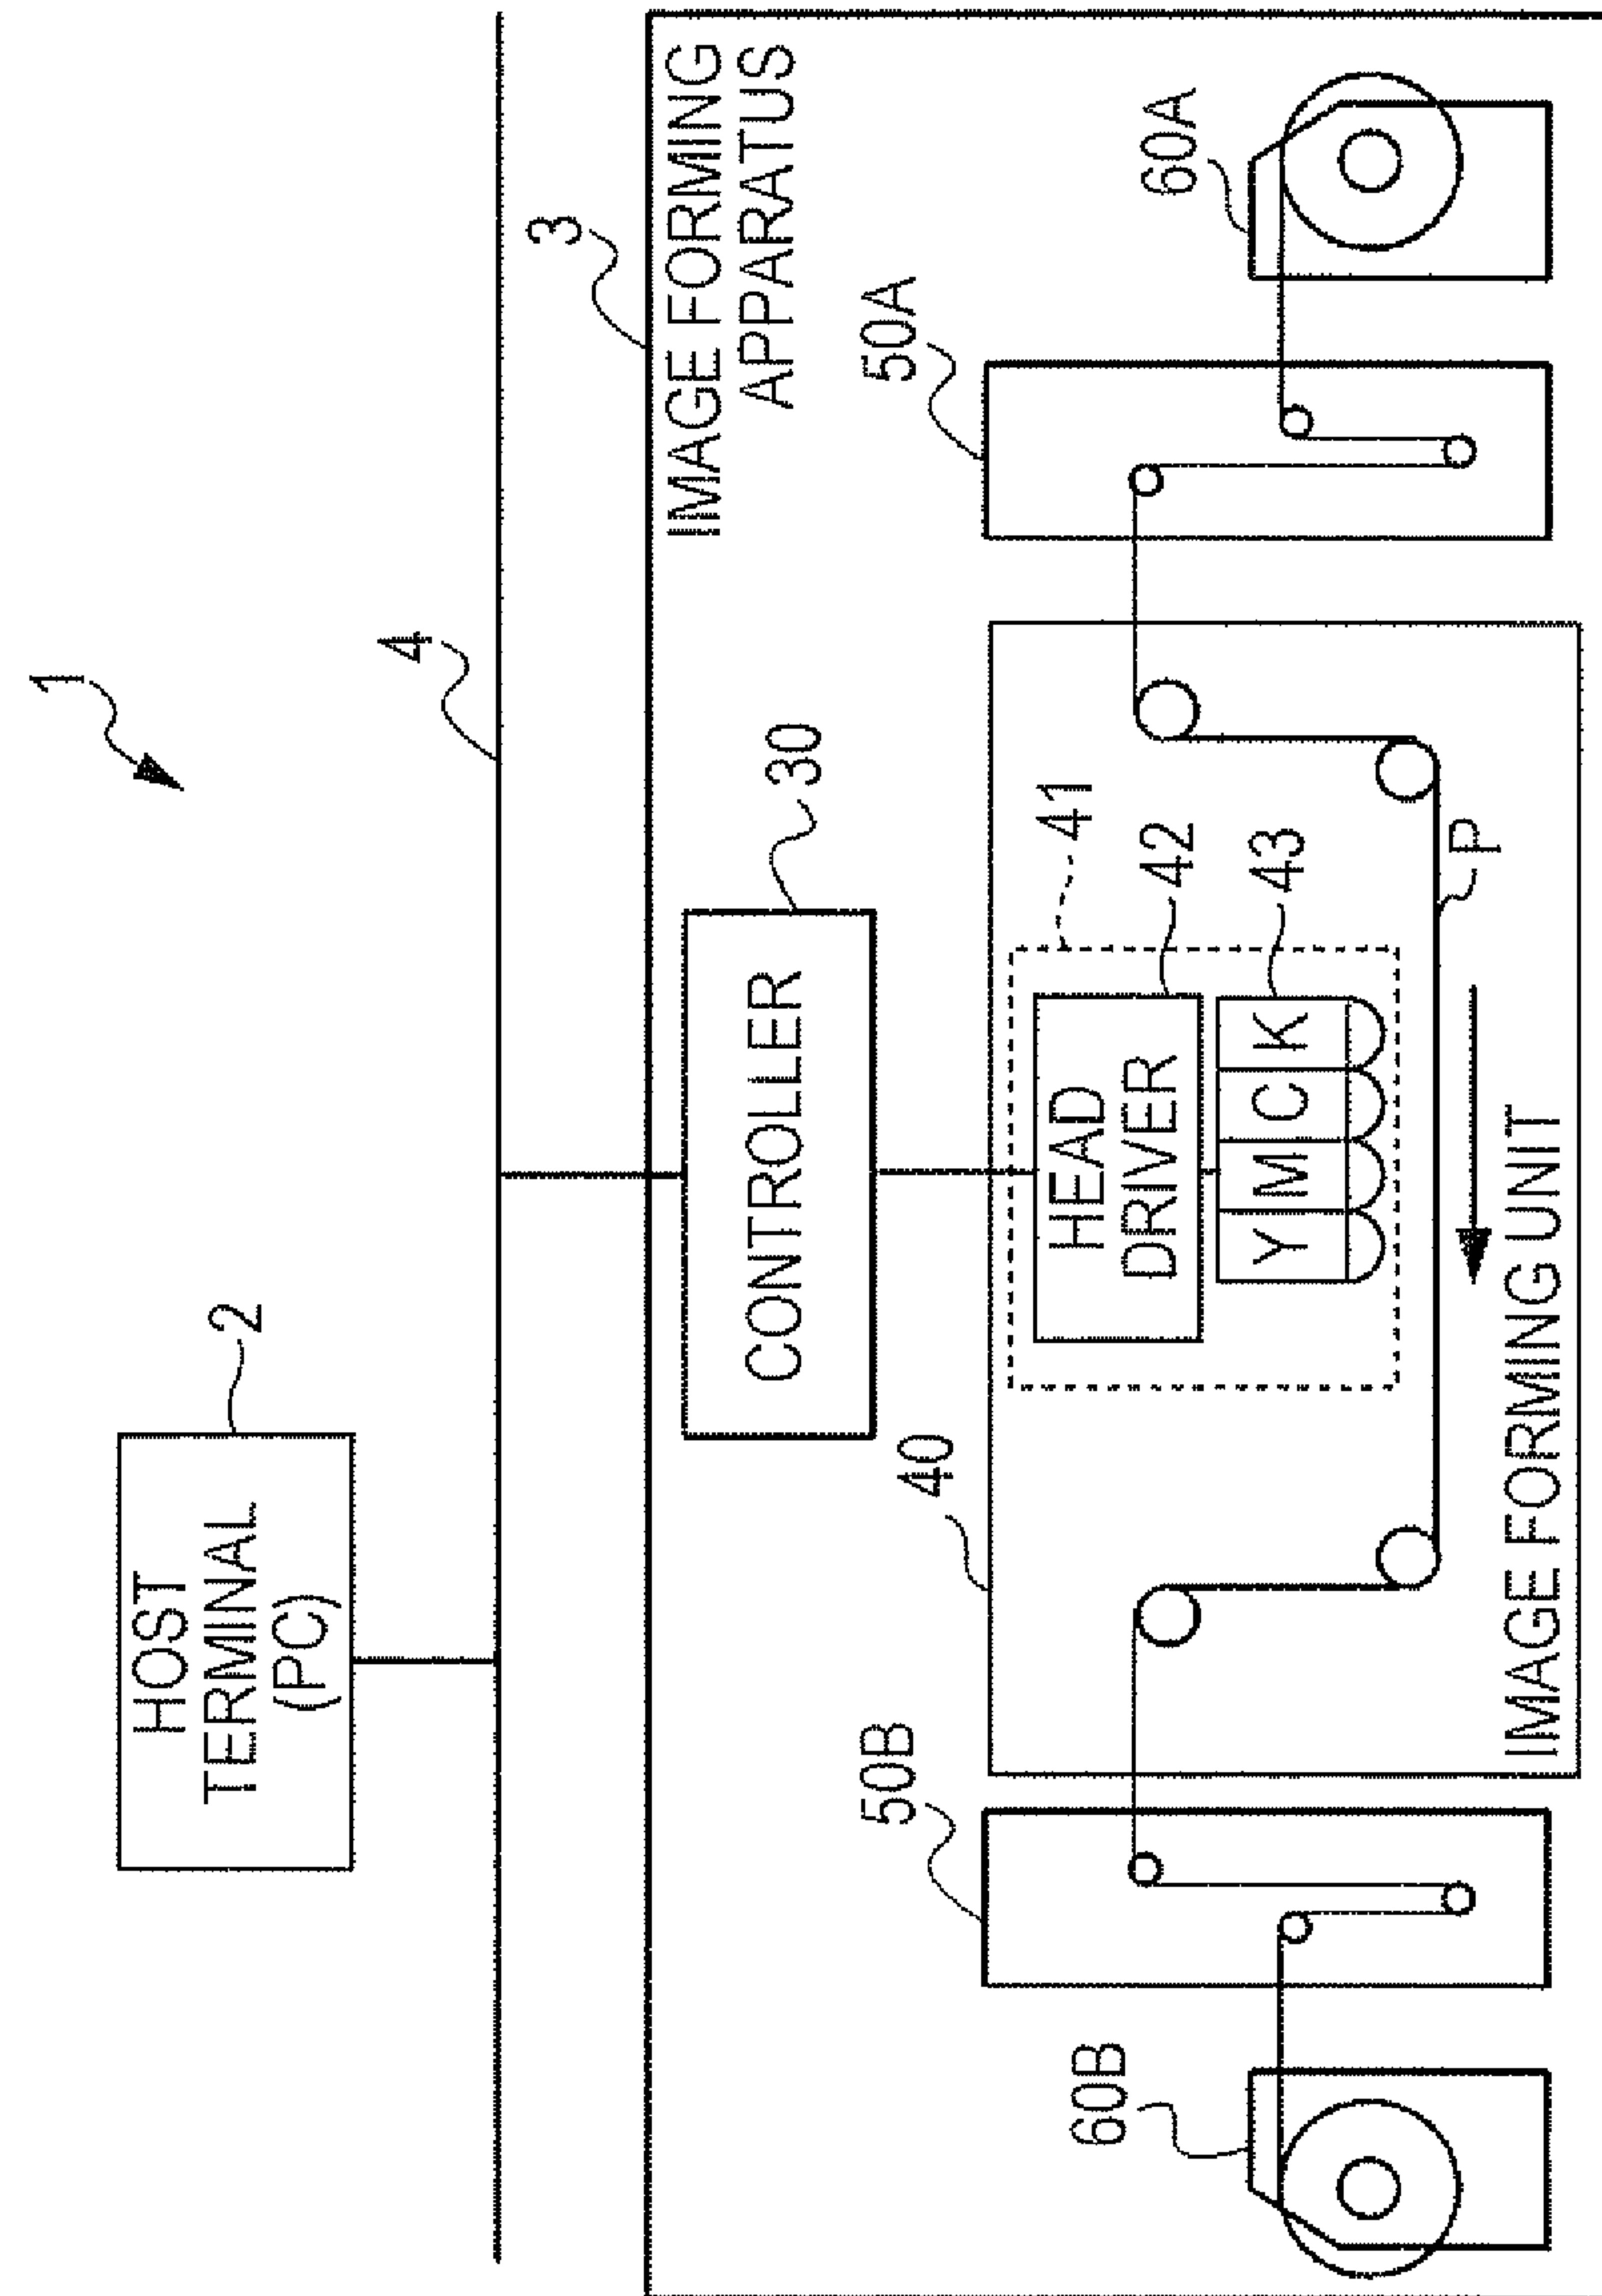 1
HOST
TERMINAL
(PC)
2
4
3
IMAGE FORMING
APPARATUS
CONTROLLER
30
60B
50B
40
HEAD
DRIVER
41
42
Y M C K
43
P
IMAGE FORMING UNIT
50A
60A